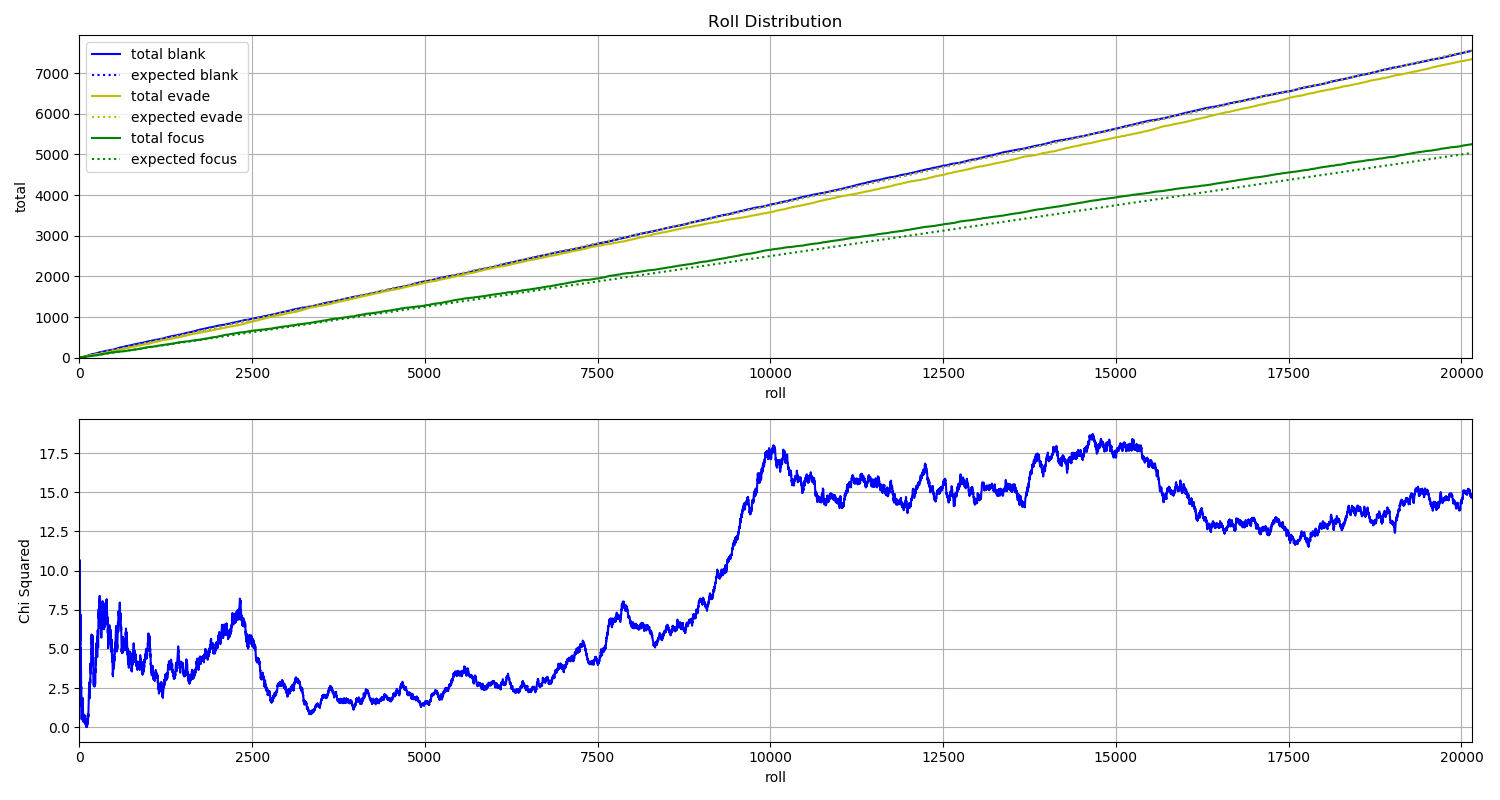 Roll Distribution
total blank
expected blank
total evade
expected evade
total focus
expected focus
total
7000
6000
5000
4000
3000
2000
1000
0
0 2500 5000 7500 10000 12500 15000 17500 20000
roll
Chi Squared
17.5
15.0
12.5
10.0
7.5
5.0
2.5
0.0
0 2500 5000 7500 10000 12500 15000 17500 20000
roll